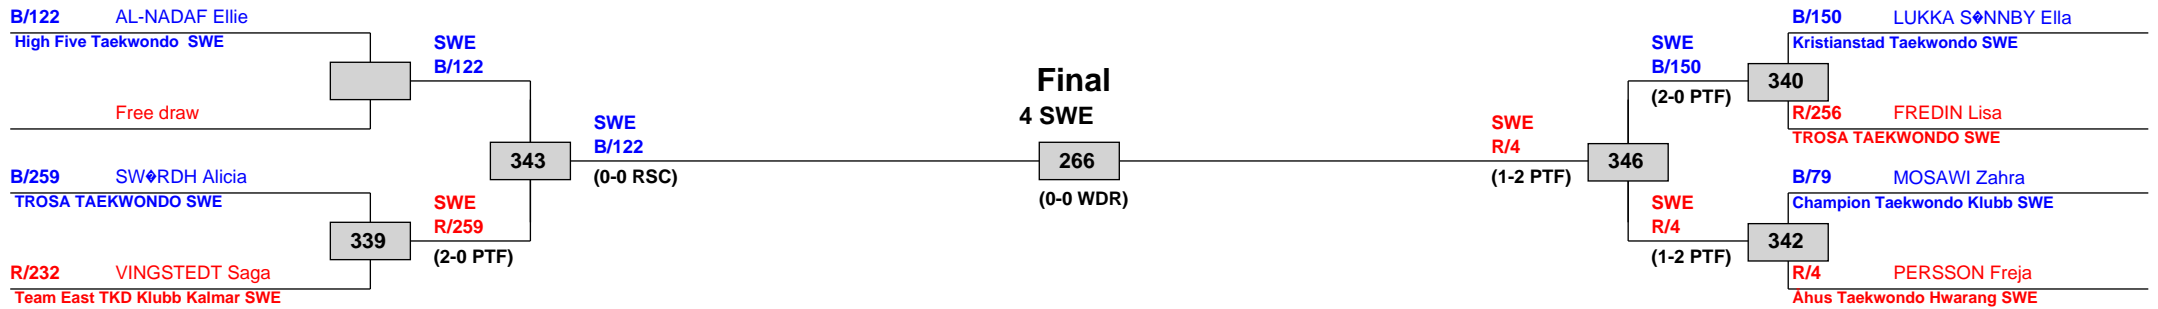 B/122 AL-NADAF Ellie
High Five Taekwondo SWE
Free draw
B/259 SW�RDH Alicia
TROSA TAEKWONDO SWE
R/232 VINGSTEDT Saga
Team East TKD Klubb Kalmar SWE
SWE
B/122
339
SWE
R/259
(2-0 PTF)
343
SWE
B/122
(0-0 RSC)
Final
4 SWE
266
(0-0 WDR)
SWE
R/4
(1-2 PTF)
346
SWE
B/150
(2-0 PTF)
SWE
R/4
(1-2 PTF)
340
342
B/150 LUKKA S�NNBY Ella
Kristianstad Taekwondo SWE
R/256 FREDIN Lisa
TROSA TAEKWONDO SWE
B/79 MOSAWI Zahra
Champion Taekwondo Klubb SWE
R/4 PERSSON Freja
Åhus Taekwondo Hwarang SWE